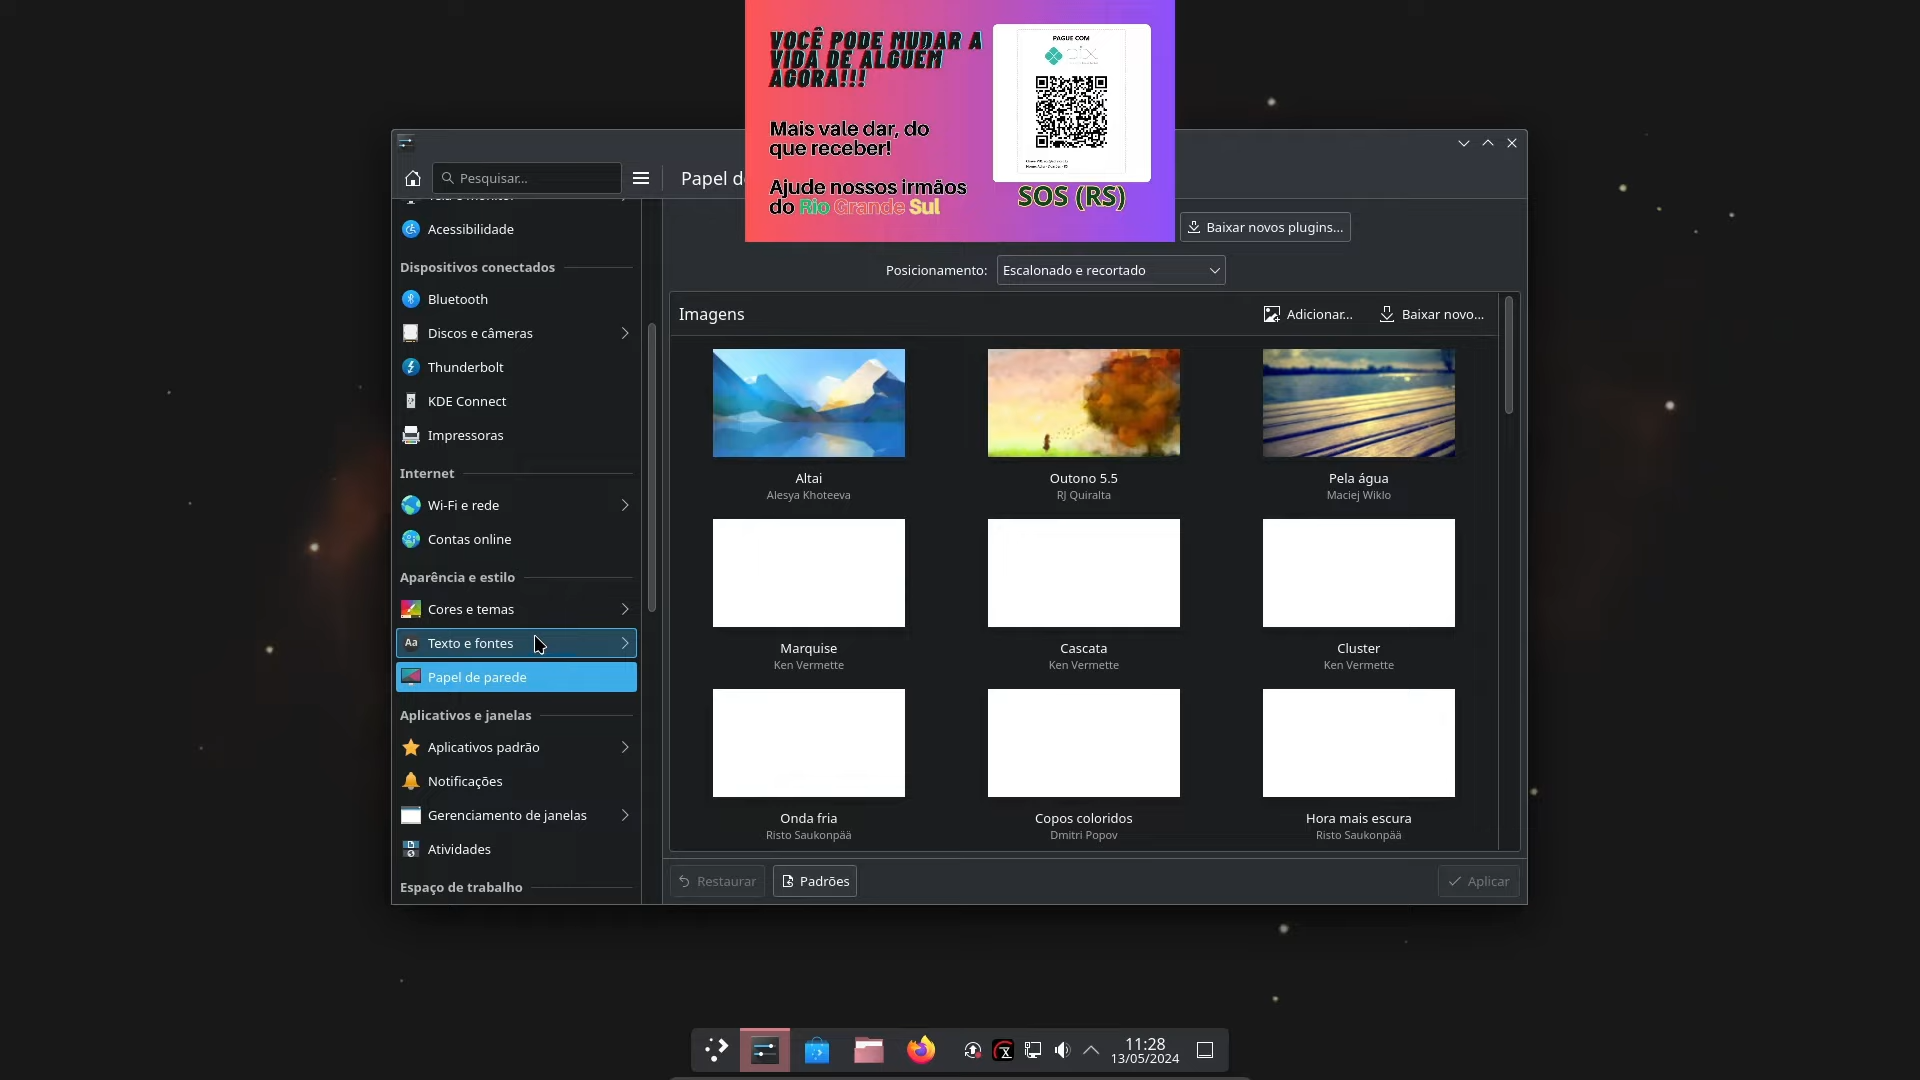 VOCÊ PODE MUDAR A
VIDA DE ALGUÉM
AGORA!!!
Mais vale dar, do
que receber!
Ajude nossos irmãos
do Rio Grande Sul
PAGUE COM
pix
SOS (RS)
Pesquisar...
Papel d
Acessibilidade
Dispositivos conectados
Bluetooth
Discos e câmeras
Thunderbolt
KDE Connect
Impressoras
Internet
Wi-Fi e rede
Contas online
Aparência e estilo
Cores e temas
Aa Texto e fontes
Papel de parede
Aplicativos e janelas
Aplicativos padrão
Notificações
Gerenciamento de janelas
Atividades
Espaço de trabalho
Baixar novos plugins...
Posicionamento: Escalonado e recortado
Imagens
Adicionar...
Baixar novo...
Altai
Alesya Khoteeva
Outono 5.5
RJ Quiralta
Pela água
Maciej Wiklo
Marquise
Ken Vermette
Cascata
Ken Vermette
Cluster
Ken Vermette
Onda fria
Risto Saukonpää
Copos coloridos
Dmitri Popov
Hora mais escura
Risto Saukonpää
Restaurar
Padrões
Aplicar
11:28
13/05/2024